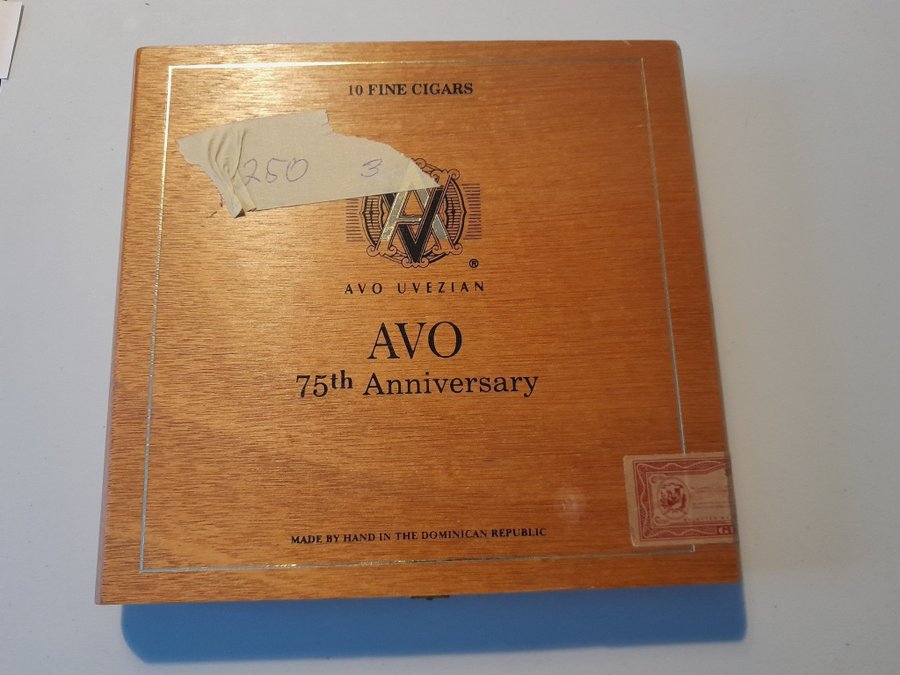 10 FINE CIGARS
250 3
®
AVO UVEZIAN
AVO
75th Anniversary
MADE BY HAND IN THE DOMINICAN REPUBLIC